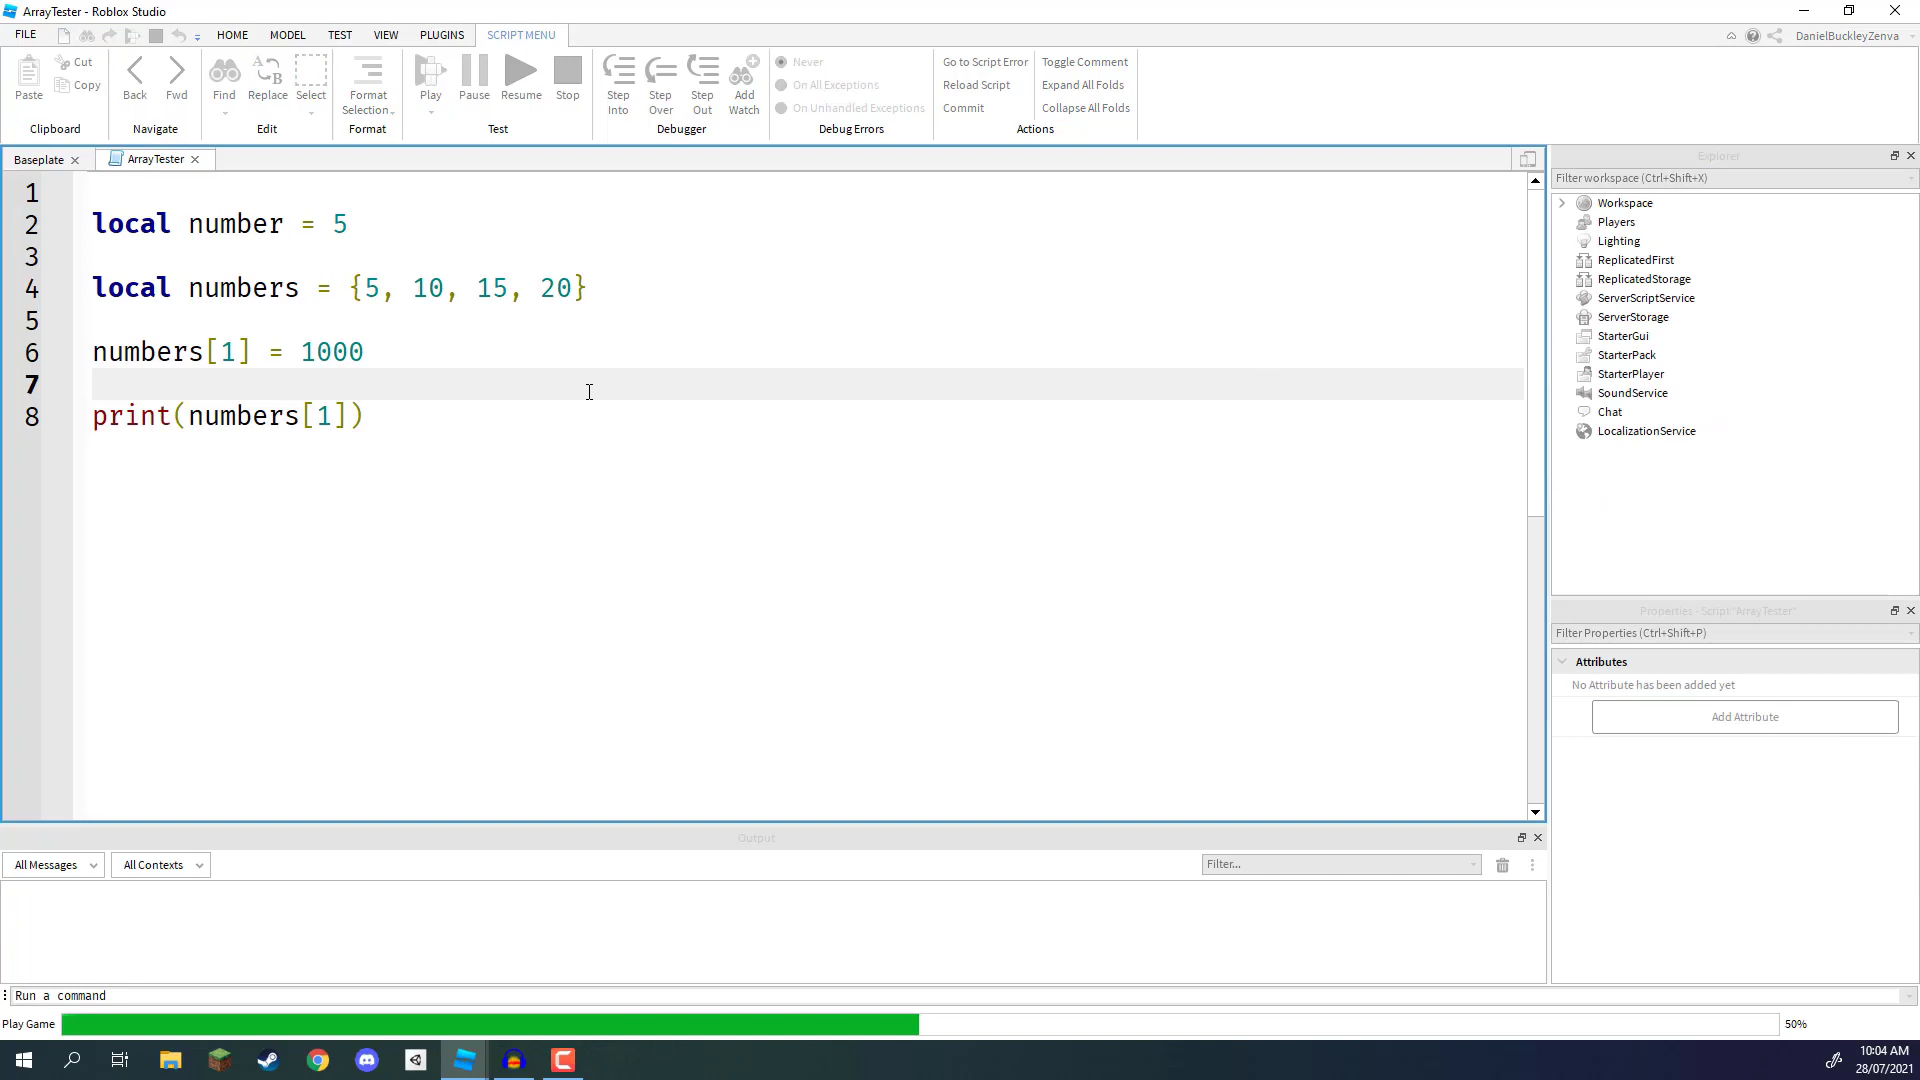 ArrayTester - Roblox Studio
FILE HOME MODEL TEST VIEW PLUGINS SCRIPT MENU DanielBuckleyZenva
Paste Cut Copy Clipboard
Back Fwd Navigate
Find Replace Select Edit
Format Selection Format
Play Pause Resume Stop Test
Step Into Step Over Step Out Add Watch Debugger
Never
On All Exceptions
On Unhandled Exceptions
Debug Errors
Go to Script Error Toggle Comment
Reload Script Expand All Folds
Commit Collapse All Folds
Actions
Baseplate ArrayTester
1
2 local number = 5
3
4 local numbers = {5, 10, 15, 20}
5
6 numbers[1] = 1000
7
8 print(numbers[1])
Explorer
Filter workspace (Ctrl+Shift+X)
Workspace
Players
Lighting
ReplicatedFirst
ReplicatedStorage
ServerScriptService
ServerStorage
StarterGui
StarterPack
StarterPlayer
SoundService
Chat
LocalizationService
Properties - Script "ArrayTester"
Filter Properties (Ctrl+Shift+P)
Attributes
No Attribute has been added yet
Add Attribute
Output
All Messages All Contexts Filter...
Run a command
Play Game 50%
10:04 AM
28/07/2021